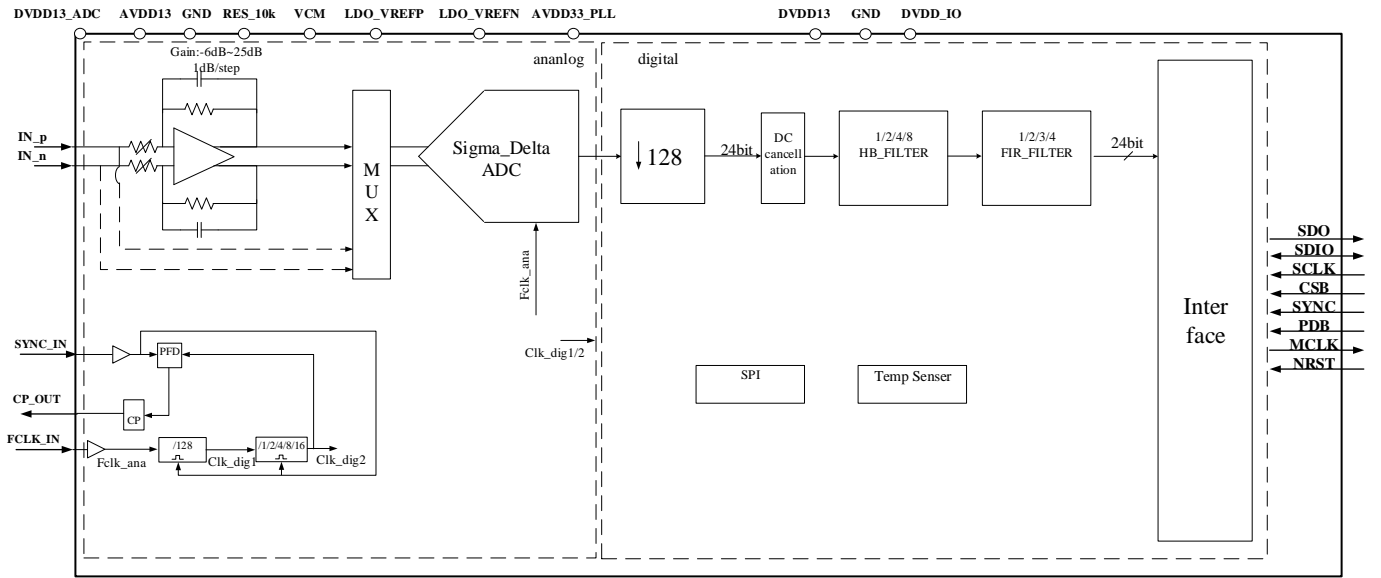 DVDD13_ADC AVDD13 GND RES_10k VCM LDO_VREFP LDO_VREFN AVDD33_PLL DVDD13 GND DVDD_IO
Gain:-6dB~25dB
1dB/step
ananlog
digital
IN_p
IN_n
M
U
X
Sigma_Delta
ADC
Fclk_ana
↓128
24bit
DC
cancell
ation
1/2/4/8
HB_FILTER
1/2/3/4
FIR_FILTER
24bit
Inter
face
SDO
SDIO
SCLK
CSB
SYNC
PDB
MCLK
NRST
SYNC_IN
PFD
Clk_dig1/2
SPI
Temp Senser
CP_OUT
CP
FCLK_IN
Fclk_ana
/128
Clk_dig1
/1/2/4/8/16
Clk_dig2